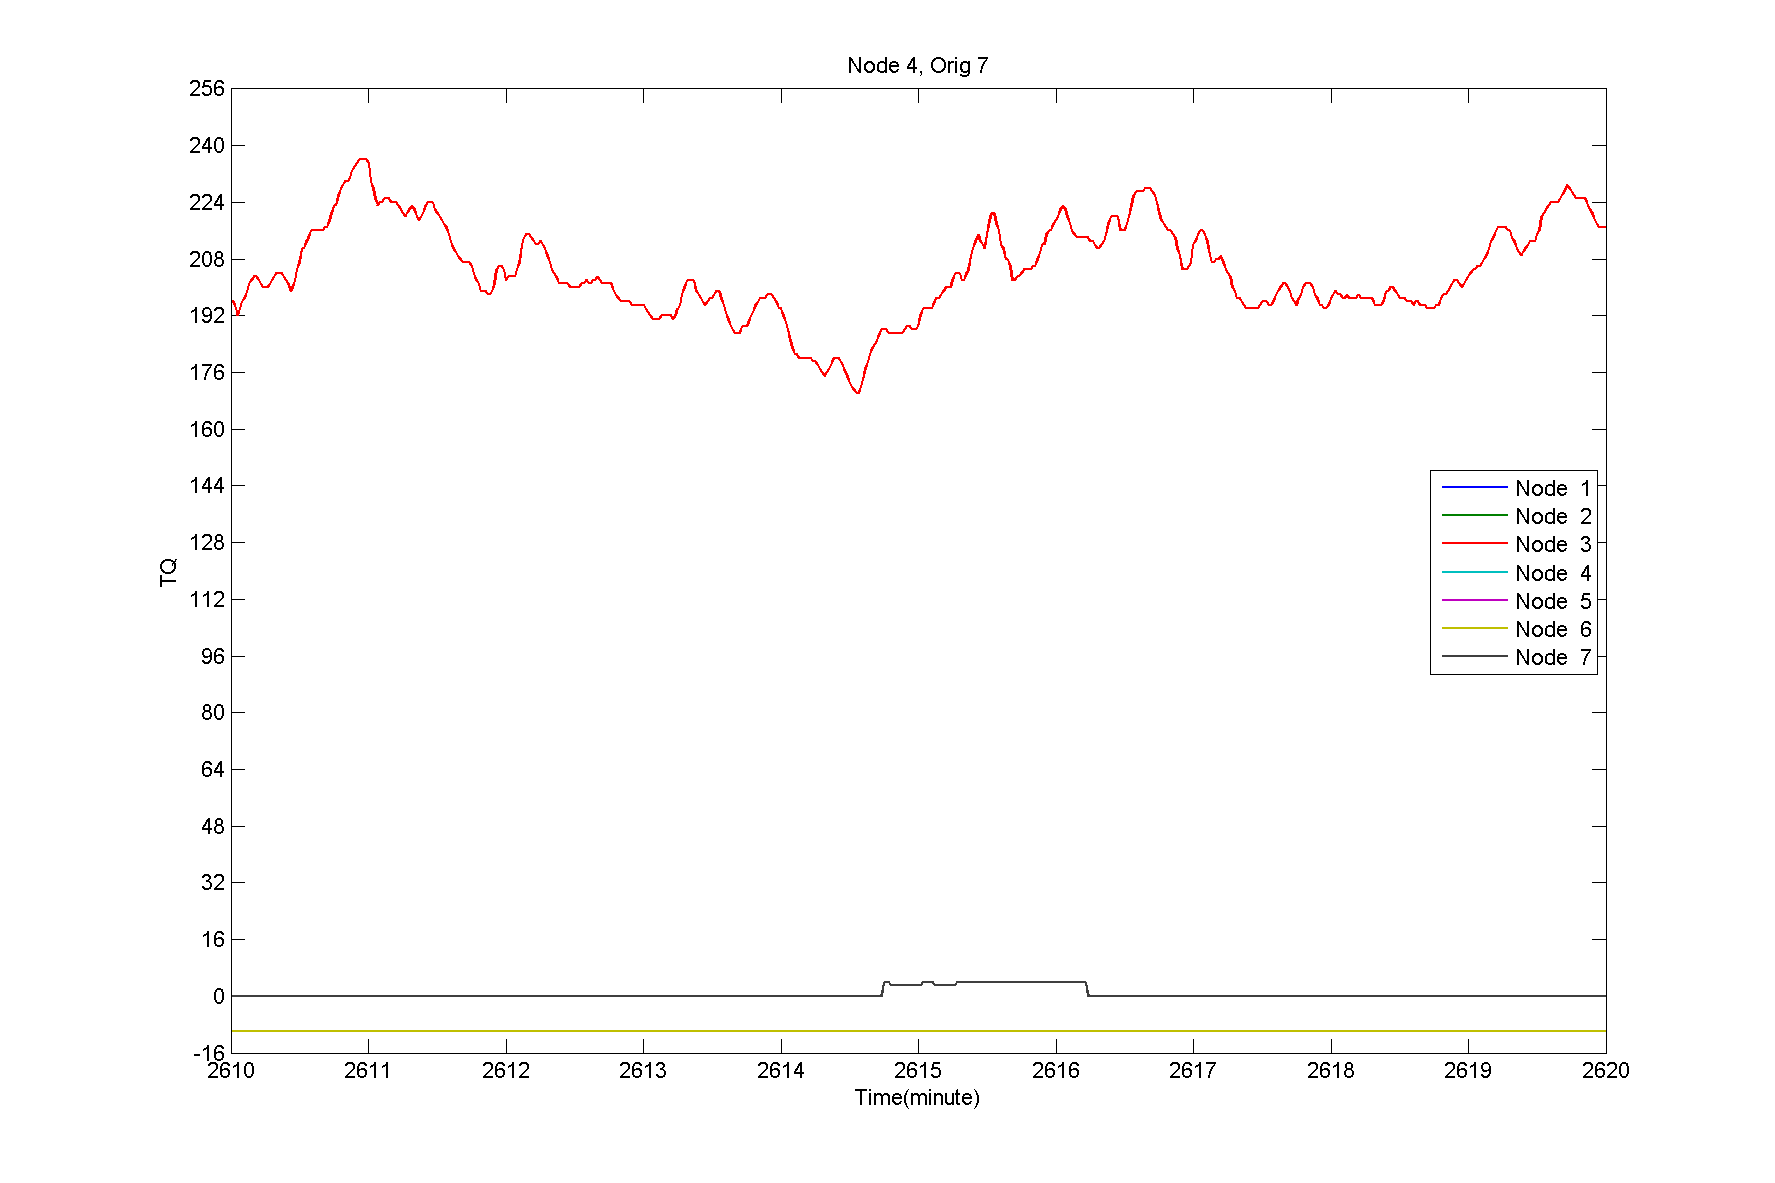 Node 4, Orig 7
256
240
224
208
192
176
160
144
128
112
96
80
64
48
32
16
0
-16
TQ
Node 1
Node 2
Node 3
Node 4
Node 5
Node 6
Node 7
2610 2611 2612 2613 2614 2615 2616 2617 2618 2619 2620
Time(minute)